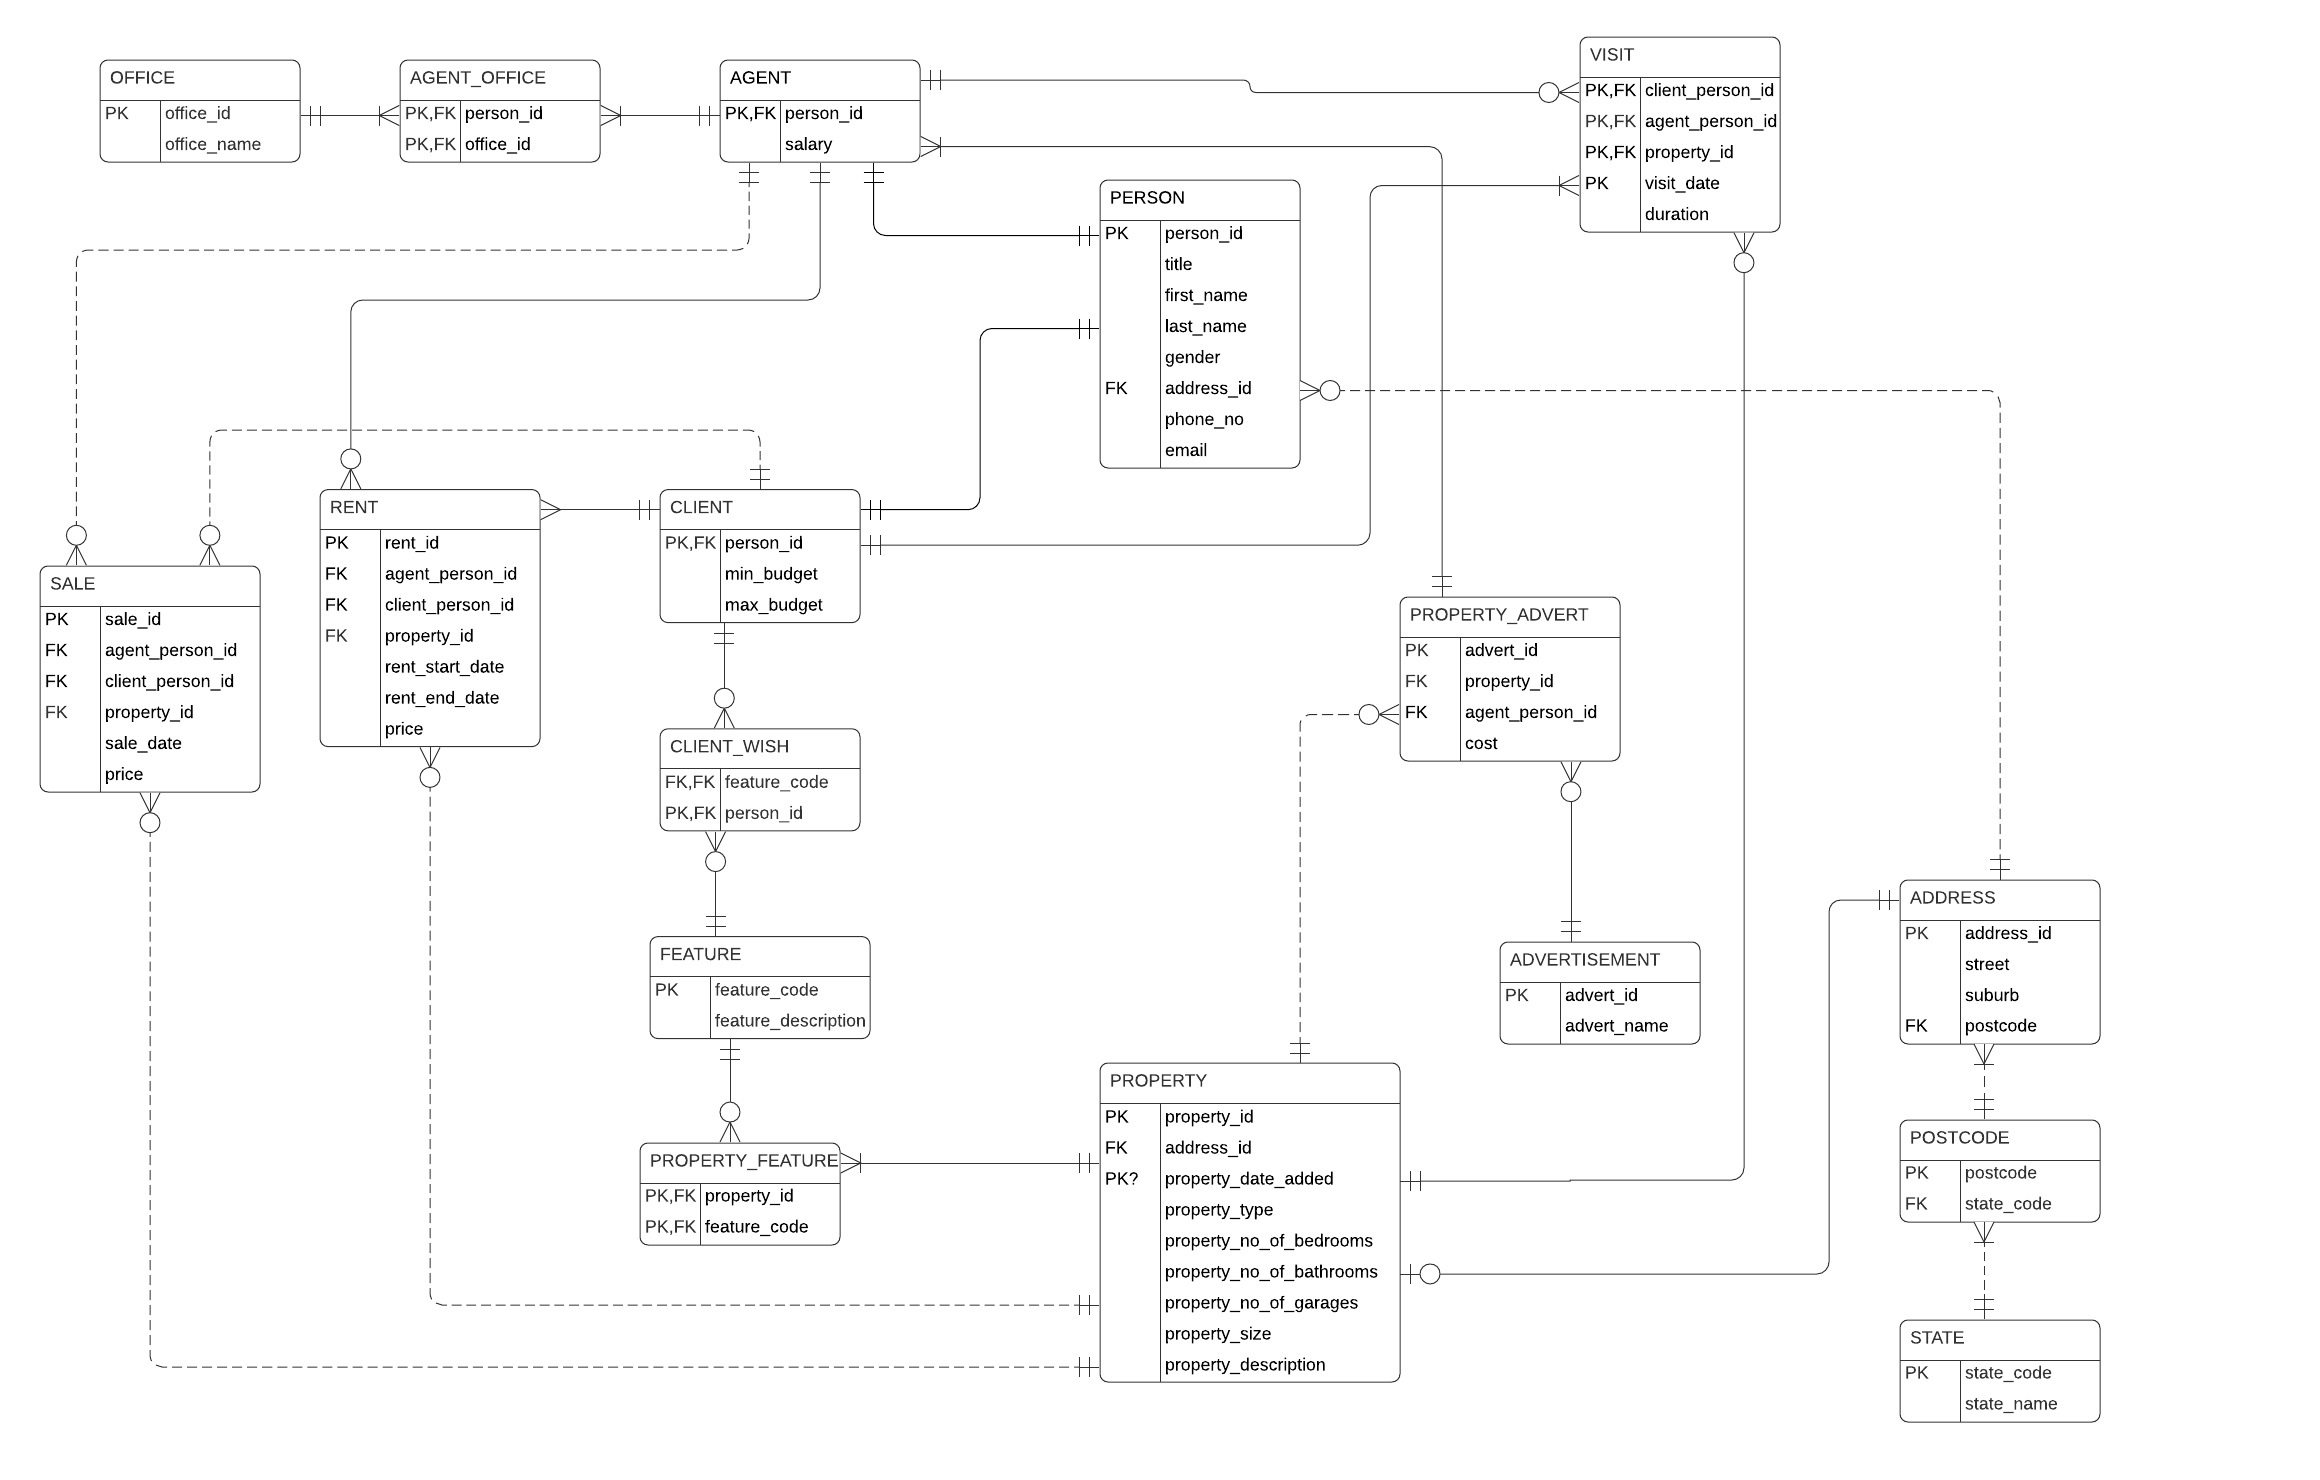 OFFICE
PK office_id
office_name
AGENT_OFFICE
PK,FK person_id
PK,FK office_id
AGENT
PK,FK person_id
salary
VISIT
PK,FK client_person_id
PK,FK agent_person_id
PK,FK property_id
PK visit_date
duration
PERSON
PK person_id
title
first_name
last_name
gender
FK address_id
phone_no
email
SALE
PK sale_id
FK agent_person_id
FK client_person_id
FK property_id
sale_date
price
RENT
PK rent_id
FK agent_person_id
FK client_person_id
FK property_id
rent_start_date
rent_end_date
price
CLIENT
PK,FK person_id
min_budget
max_budget
CLIENT_WISH
FK,FK feature_code
PK,FK person_id
FEATURE
PK feature_code
feature_description
PROPERTY_FEATURE
PK,FK property_id
PK,FK feature_code
PROPERTY_ADVERT
PK advert_id
FK property_id
FK agent_person_id
cost
ADVERTISEMENT
PK advert_id
advert_name
PROPERTY
PK property_id
FK address_id
PK? property_date_added
property_type
property_no_of_bedrooms
property_no_of_bathrooms
property_no_of_garages
property_size
property_description
ADDRESS
PK address_id
street
suburb
FK postcode
POSTCODE
PK postcode
FK state_code
STATE
PK state_code
state_name